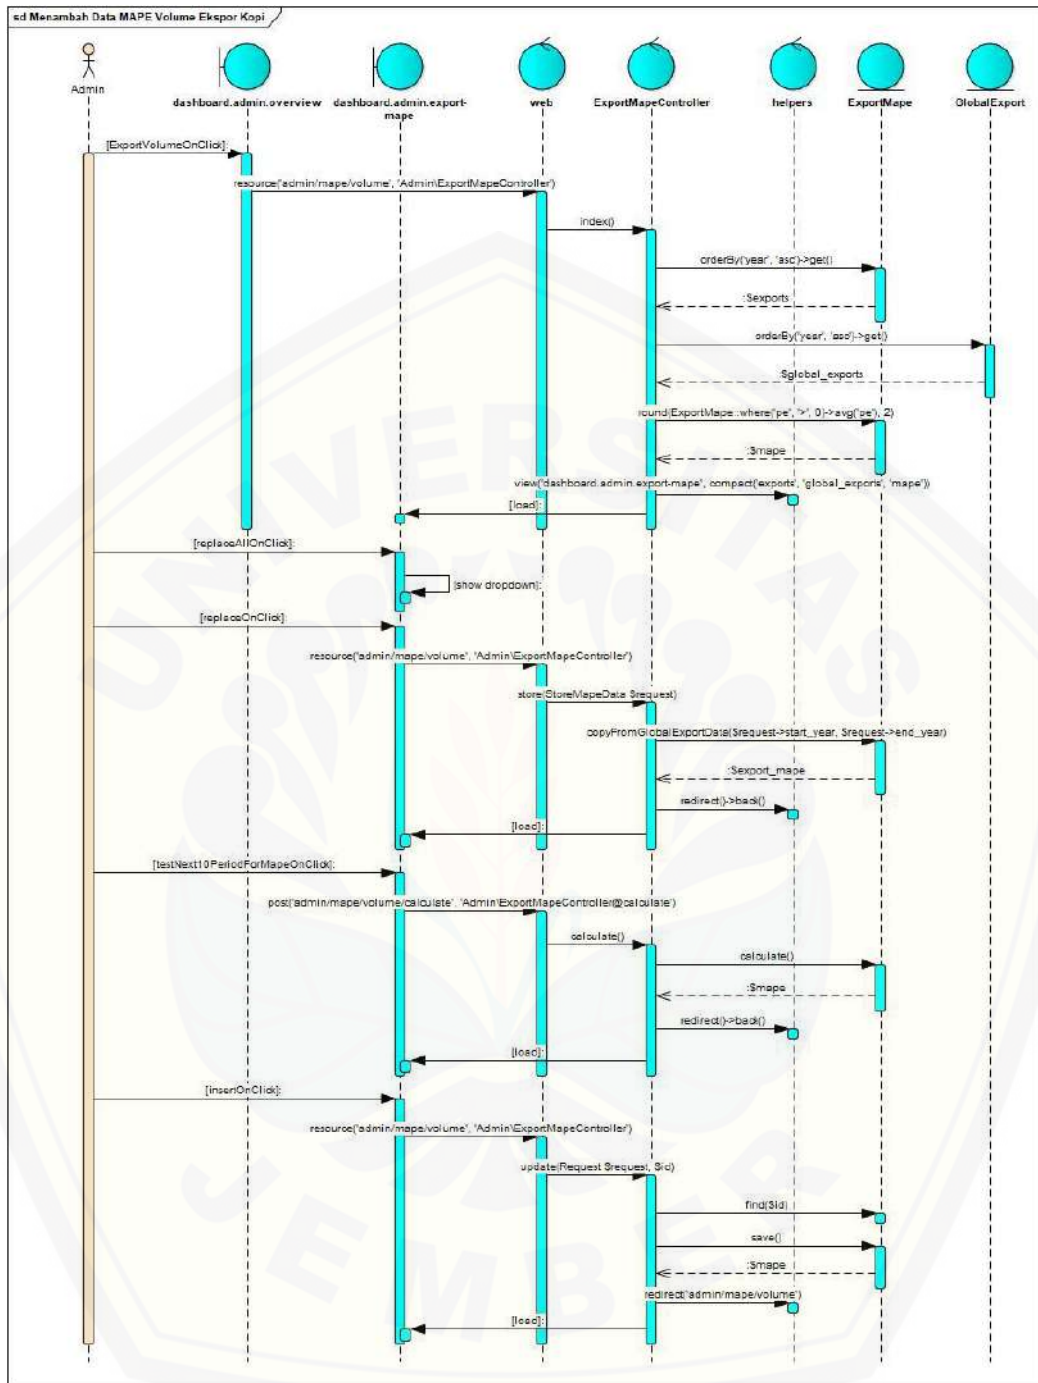 sd Menambah Data MAPE Volume Ekspor Kopi
Admin
dashboard.admin.overview
dashboard.admin.export-
mape
web
ExportMapeController
helpers
ExportMape
GlobalExport
[ExportVolumeOnClick]:
resource('admin/mape/volume', 'Admin\ExportMapeController')
index()
orderBy('year', 'asc')->get()
:$exports
orderBy('year', 'asc')->get()
:$global_exports
round(ExportMape::where('pe', '>', 0)->avg('pe'), 2)
:$mape
view('dashboard.admin.export-mape', compact('exports', 'global_exports', 'mape'))
[load]:
[replaceAllOnClick]:
[show dropdown]:
[replaceOnClick]:
resource('admin/mape/volume', 'Admin\ExportMapeController')
store(StoreMapeData $request)
copyFromGlobalExportData($request->start_year, $request->end_year)
:$export_mape
redirect()->back()
[load]:
[testNext10PeriodForMapeOnClick]:
post('admin/mape/volume/calculate', 'Admin\ExportMapeController@calculate')
calculate()
calculate()
:$mape
redirect()->back()
[load]:
[insertOnClick]:
resource('admin/mape/volume', 'Admin\ExportMapeController')
update(Request $request, $id)
find($id)
save()
:$mape
redirect('admin/mape/volume')
[load]:
UNIVERSITAS
JEMBER